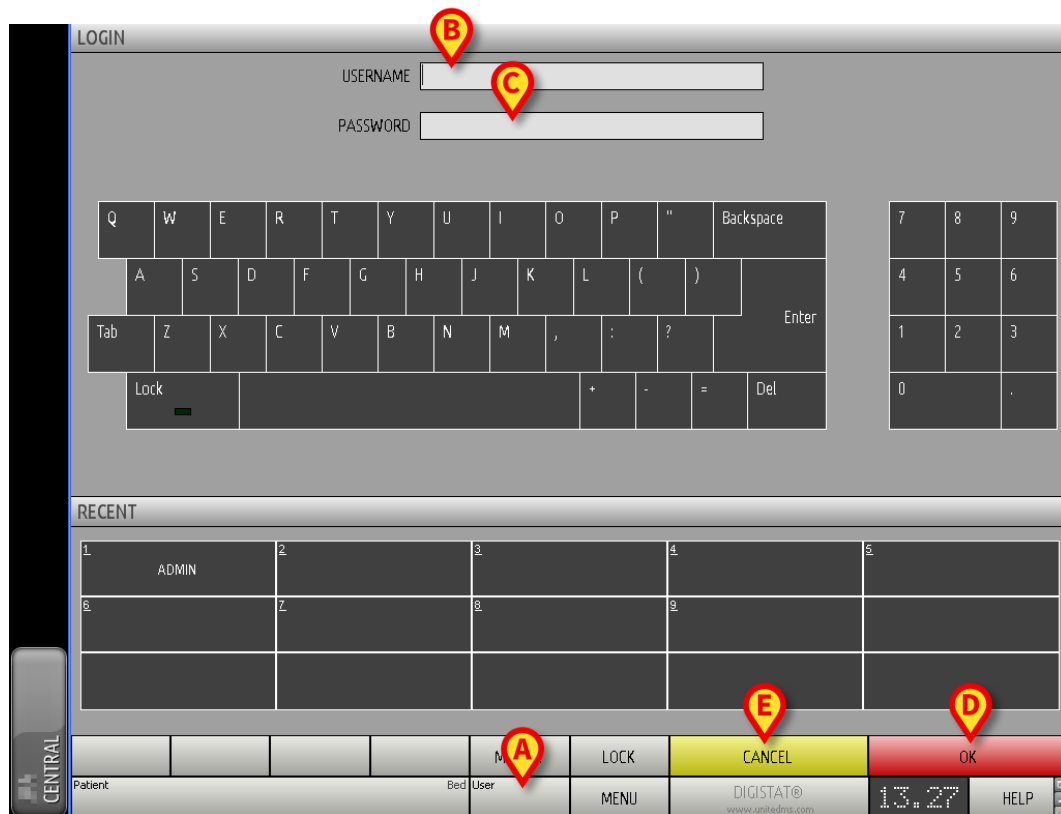 LOGIN
B
USERNAME
C
PASSWORD
Q W E R T Y U I O P " Backspace 7 8 9
A S D F G H J K L ( ) Enter 4 5 6
Tab Z X C V B N M , : ? 1 2 3
Lock + - = Del 0 .
RECENT
1 ADMIN 2 3 4 5
6 7 8 9
E D
CENTRAL
A LOCK CANCEL OK
Patient Bed User MENU DIGISTAT® 13.27 HELP
www.unitedms.com